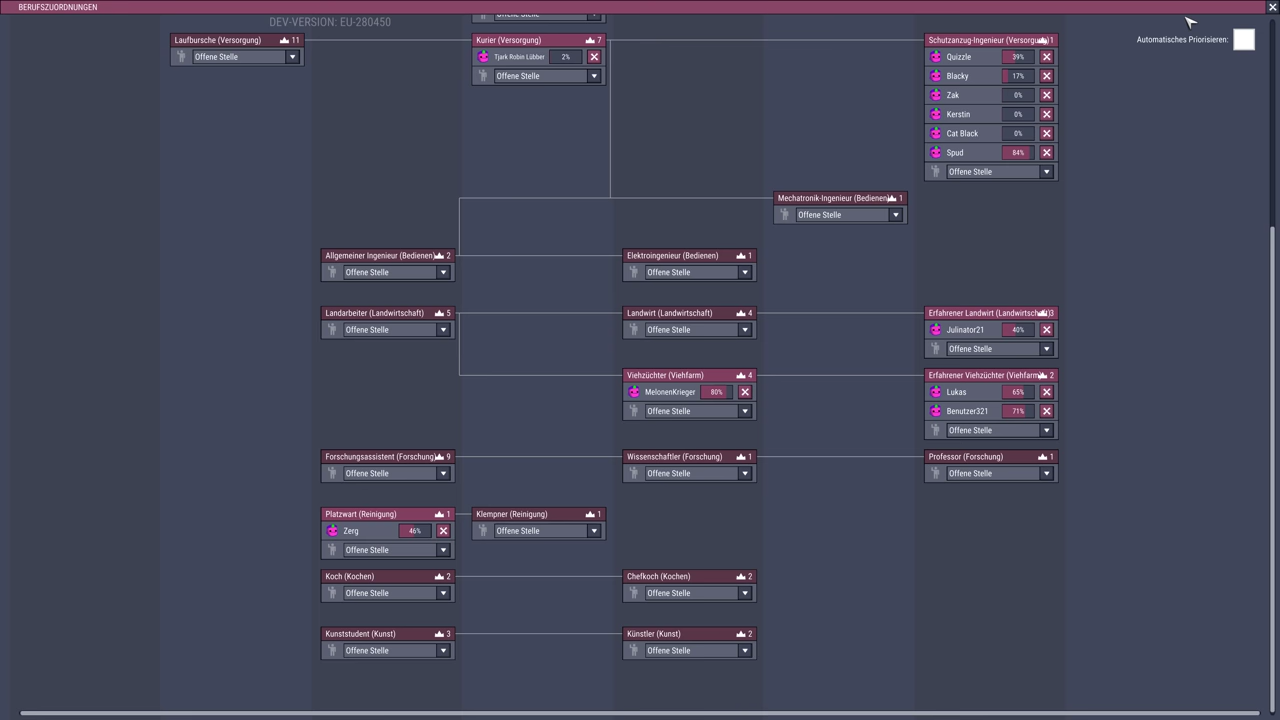 BERUFSZUORDNUNGEN
DEV-VERSION: EU-280450
Offene Stelle
Automatisches Priorisieren:
Laufbursche (Versorgung) 11
Offene Stelle
Kurier (Versorgung) 7
Tjark Robin Lübber 2%
Offene Stelle
Schutzanzug-Ingenieur (Versorgung) 1
Quizzle 39%
Blacky 17%
Zak 0%
Kerstin 0%
Cat Black 0%
Spud 84%
Offene Stelle
Mechatronik-Ingenieur (Bedienen) 1
Offene Stelle
Allgemeiner Ingenieur (Bedienen) 2
Offene Stelle
Elektroingenieur (Bedienen) 1
Offene Stelle
Landarbeiter (Landwirtschaft) 5
Offene Stelle
Landwirt (Landwirtschaft) 4
Offene Stelle
Erfahrener Landwirt (Landwirtschaft) 3
Julinator21 40%
Offene Stelle
Viehzüchter (Viehfarm) 4
MelonenKrieger 80%
Offene Stelle
Erfahrener Viehzüchter (Viehfarm) 2
Lukas 65%
Benutzer321 71%
Offene Stelle
Forschungsassistent (Forschung) 9
Offene Stelle
Wissenschaftler (Forschung) 1
Offene Stelle
Professor (Forschung) 1
Offene Stelle
Platzwart (Reinigung) 1
Zerg 46%
Offene Stelle
Klempner (Reinigung) 1
Offene Stelle
Koch (Kochen) 2
Offene Stelle
Chefkoch (Kochen) 2
Offene Stelle
Kunststudent (Kunst) 3
Offene Stelle
Künstler (Kunst) 2
Offene Stelle